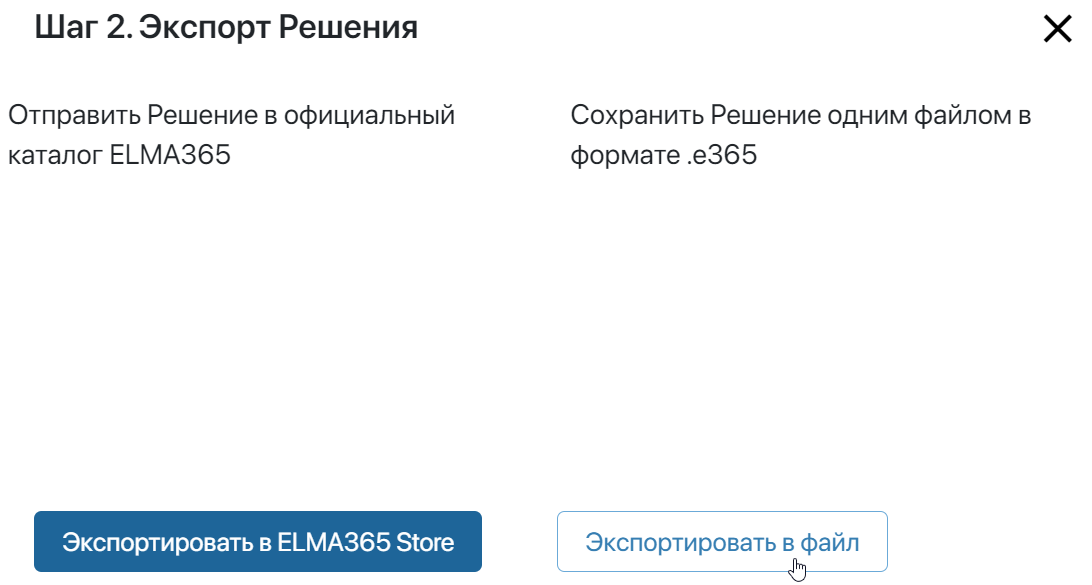 Шаг 2. Экспорт Решения
Отправить Решение в официальный
каталог ELMA365
Сохранить Решение одним файлом в
формате .e365
Экспортировать в ELMA365 Store
Экспортировать в файл